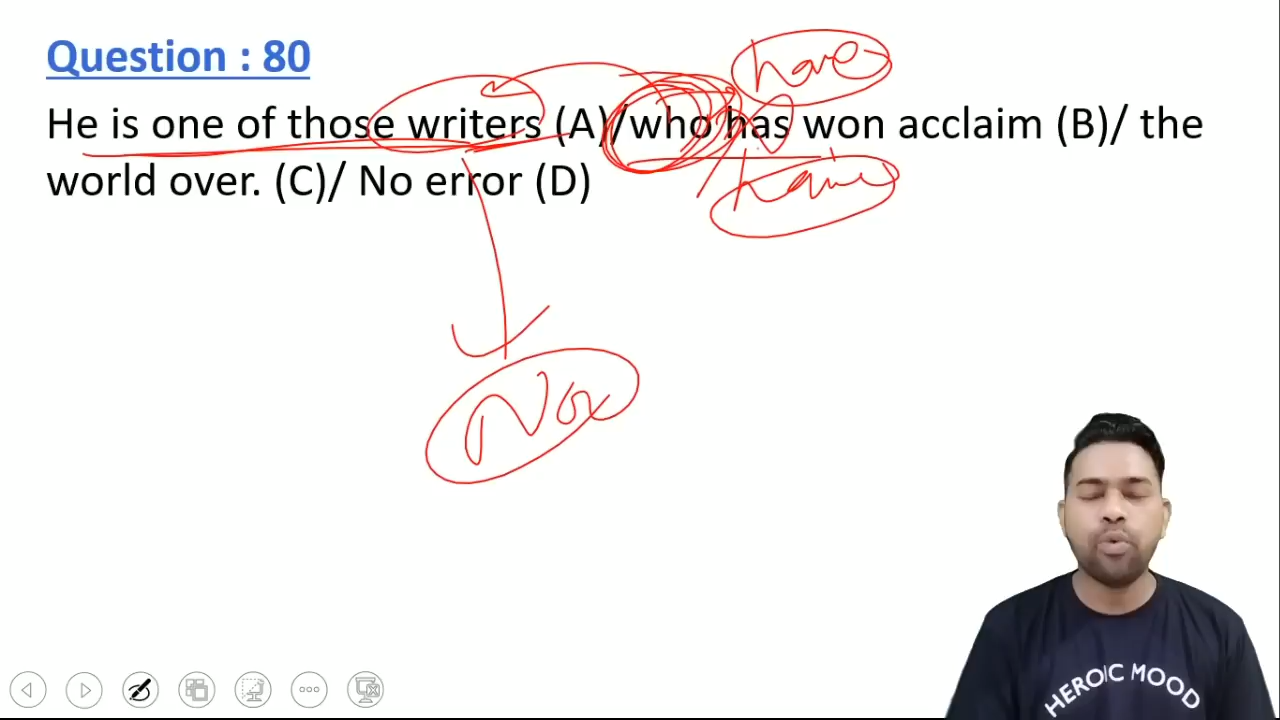 Question : 80
have
He is one of those writers (A)/who has won acclaim (B)/ the
world over. (C)/ No error (D)
have
HEROIC MOOD